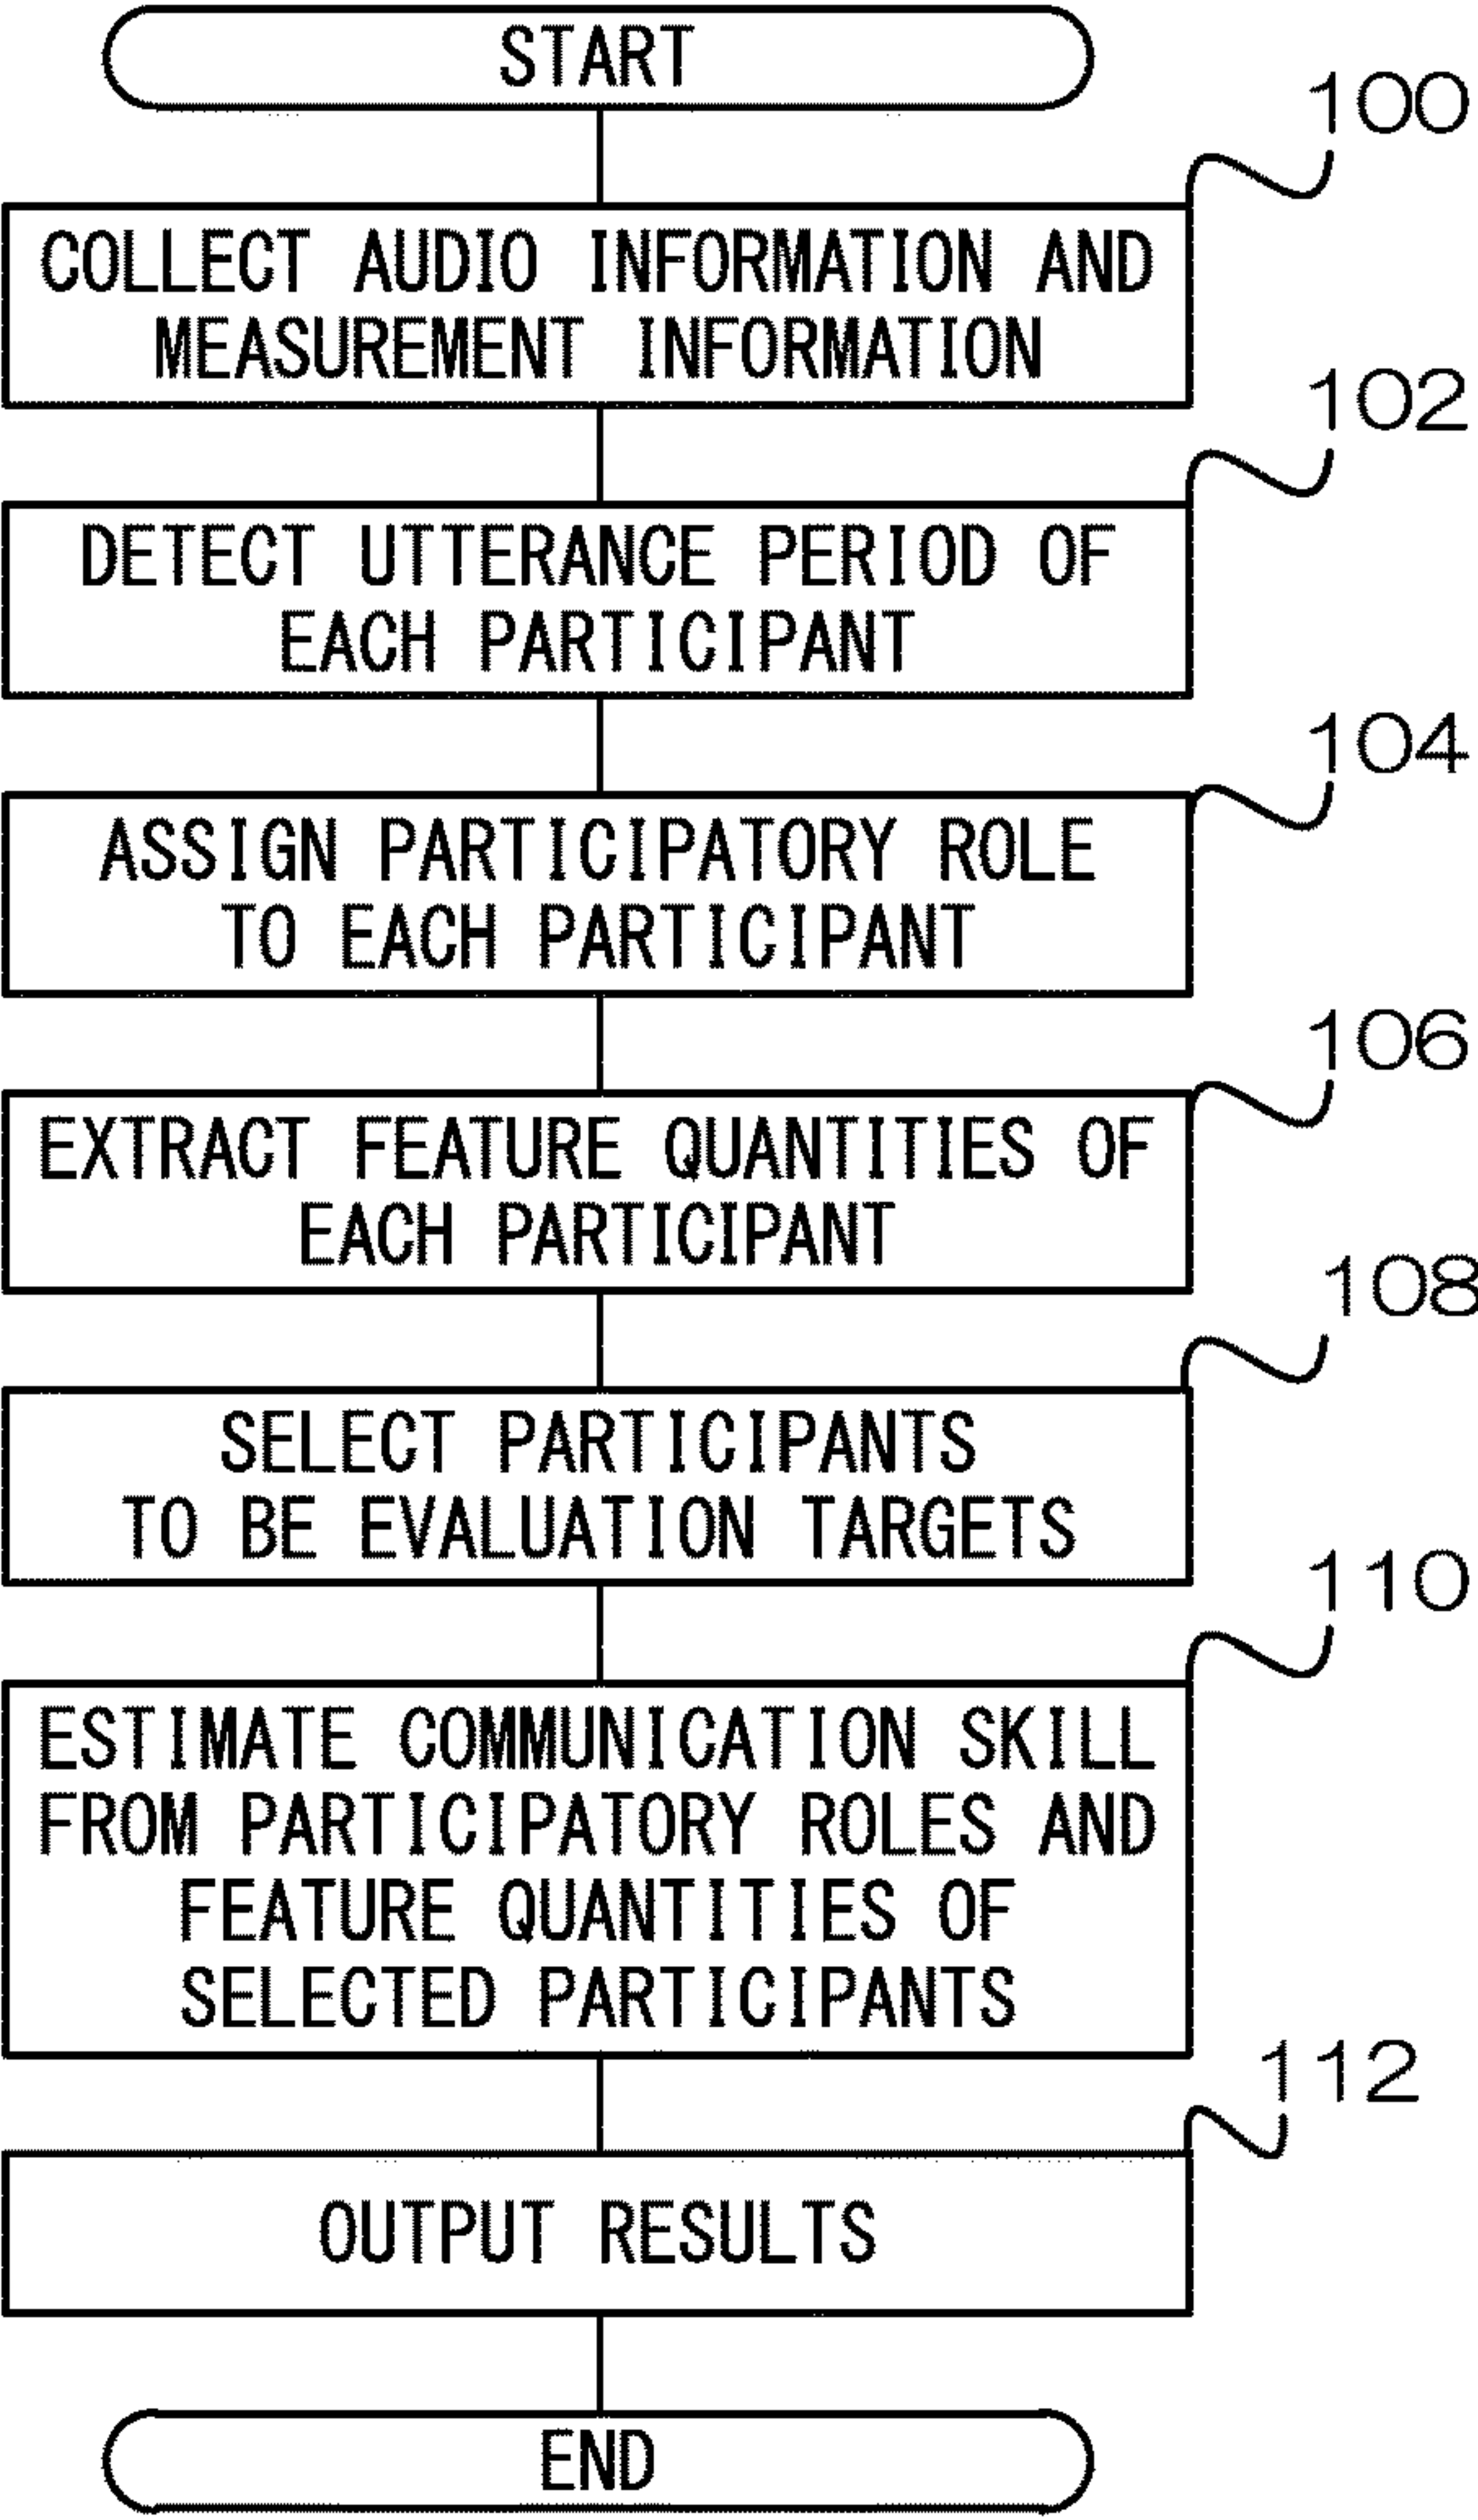 START
100
COLLECT AUDIO INFORMATION AND
MEASUREMENT INFORMATION
102
DETECT UTTERANCE PERIOD OF
EACH PARTICIPANT
104
ASSIGN PARTICIPATORY ROLE
TO EACH PARTICIPANT
106
EXTRACT FEATURE QUANTITIES OF
EACH PARTICIPANT
108
SELECT PARTICIPANTS
TO BE EVALUATION TARGETS
110
ESTIMATE COMMUNICATION SKILL
FROM PARTICIPATORY ROLES AND
FEATURE QUANTITIES OF
SELECTED PARTICIPANTS
112
OUTPUT RESULTS
END